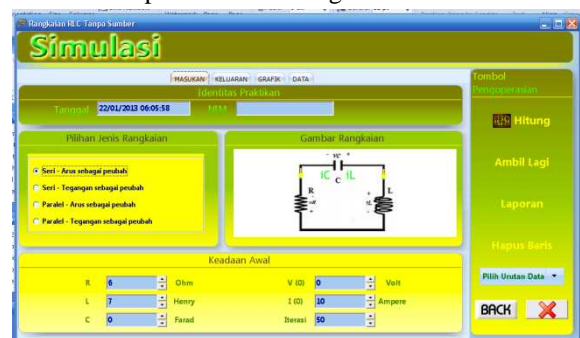 Rangkaian RLC Tanpa Sumber
Simulasi
MASUKAN KELUARAN GRAFIK DATA
Identitas Praktikan
Tanggal 22/01/2013 06:05:58 NIM
Pilihan Jenis Rangkaian
Seri - Arus sebagai peubah
Seri - Tegangan sebagai peubah
Paralel - Arus sebagai peubah
Paralel - Tegangan sebagai peubah
Gambar Rangkaian
- vc +
iC C iL
R L
iL
Keadaan Awal
R 6 Ohm V (0) 0 Volt
L 7 Henry I (0) 10 Ampere
C 0 Farad Iterasi 50
Tombol
Pengoperasian
Hitung
Ambil Lagi
Laporan
Hapus Baris
Pilih Urutan Data
BACK